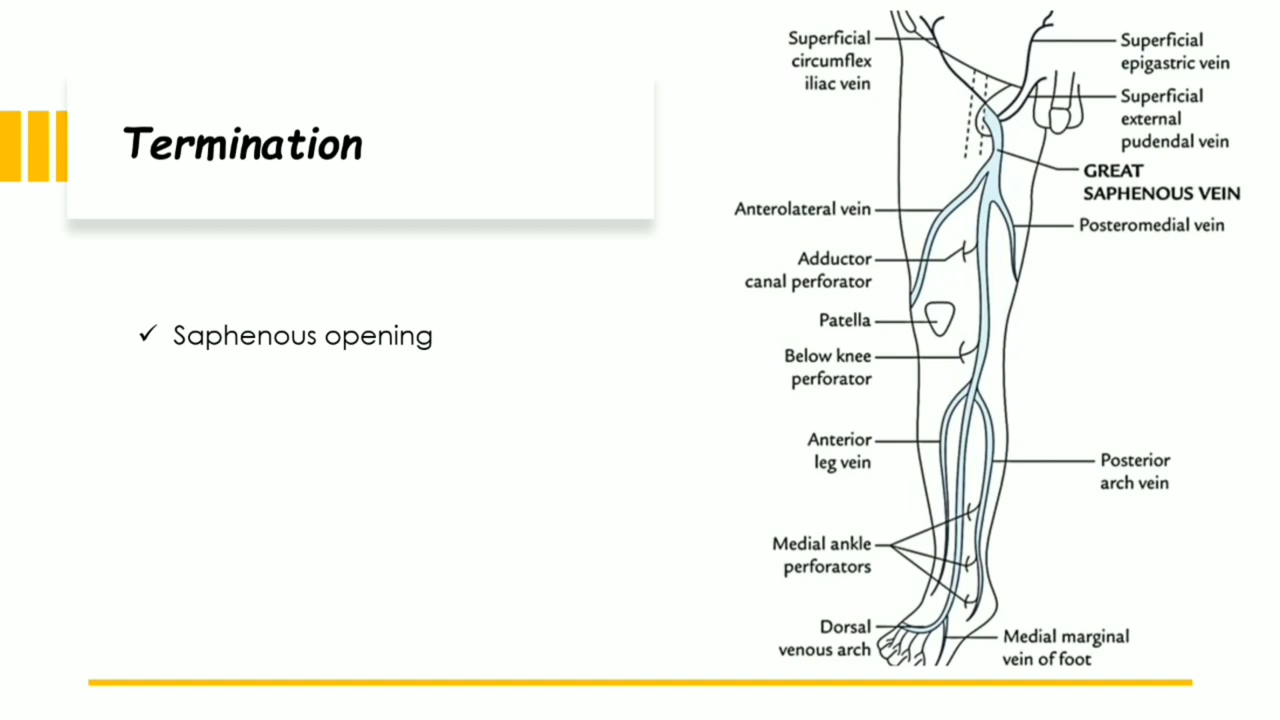 Termination
✓ Saphenous opening
Superficial
circumflex
iliac vein
Anterolateral vein
Adductor
canal perforator
Patella
Below knee
perforator
Anterior
leg vein
Medial ankle
perforators
Dorsal
venous arch
Superficial
epigastric vein
Superficial
external
pudendal vein
GREAT
SAPHENOUS VEIN
Posteromedial vein
Posterior
arch vein
Medial marginal
vein of foot